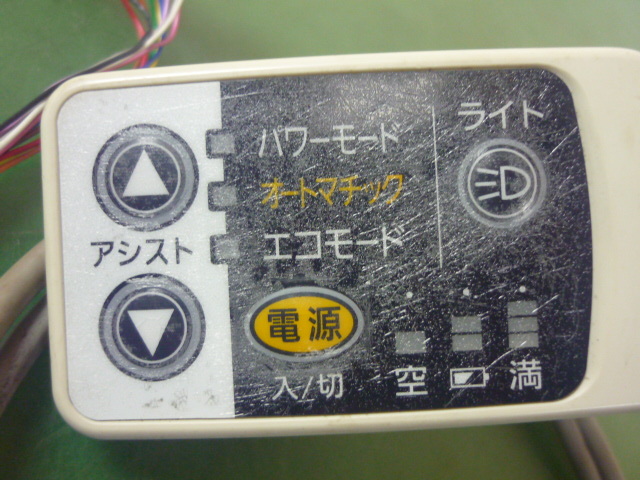 ライト
パワーモード
オートマチック
アシスト
エコモード
電源
入/切
空
満